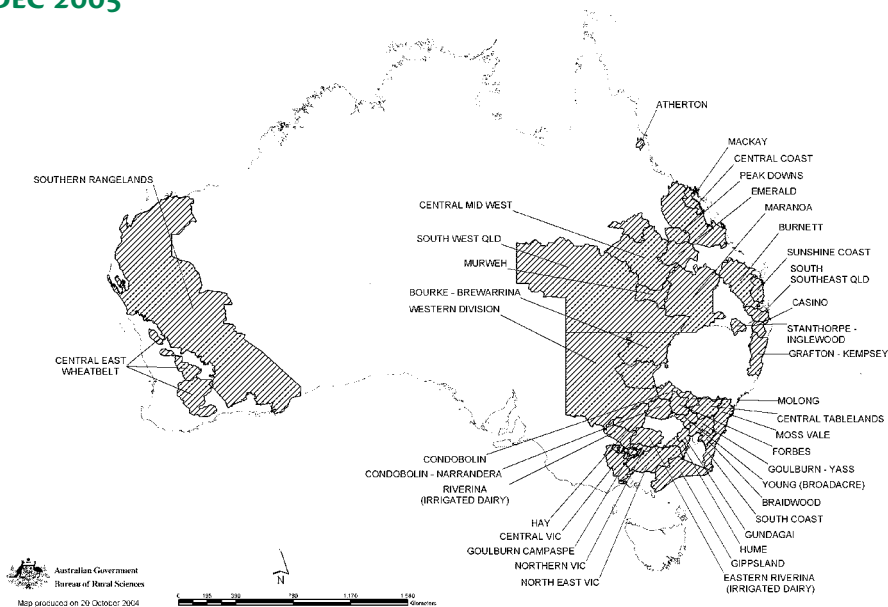 DEC 2005
ATHERTON
MACKAY
CENTRAL COAST
PEAK DOWNS
EMERALD
MARANOA
BURNETT
SUNSHINE COAST
SOUTH
SOUTHEAST QLD
CASINO
STANTHORPE -
INGLEWOOD
GRAFTON - KEMPSEY
SOUTHERN RANGELANDS
CENTRAL MID WEST
SOUTH WEST QLD
MURWEH
BOURKE - BREWARRINA
WESTERN DIVISION
CENTRAL EAST
WHEATBELT
MOLONG
CENTRAL TABLELANDS
MOSS VALE
FORBES
GOULBURN - YASS
YOUNG (BROADACRE)
BRAIDWOOD
SOUTH COAST
GUNDAGAI
HUME
GIPPSLAND
EASTERN RIVERINA
(IRRIGATED DAIRY)
CONDOBOLIN
CONDOBOLIN - NARRANDERA
RIVERINA
(IRRIGATED DAIRY)
HAY
CENTRAL VIC
GOULBURN CAMPASPE
NORTHERN VIC
NORTH EAST VIC
Australian Government
Bureau of Rural Sciences
Map produced on 20 October 2004
N
0
Kilometers